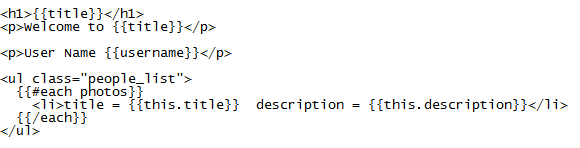 <h1>{{title}}</h1>
<p>Welcome to {{title}}</p>

<p>User Name {{username}}</p>

<ul class="people_list">
  {{#each photos}}
    <li>title = {{this.title}}  description = {{this.description}}</li>
  {{/each}}
</ul>